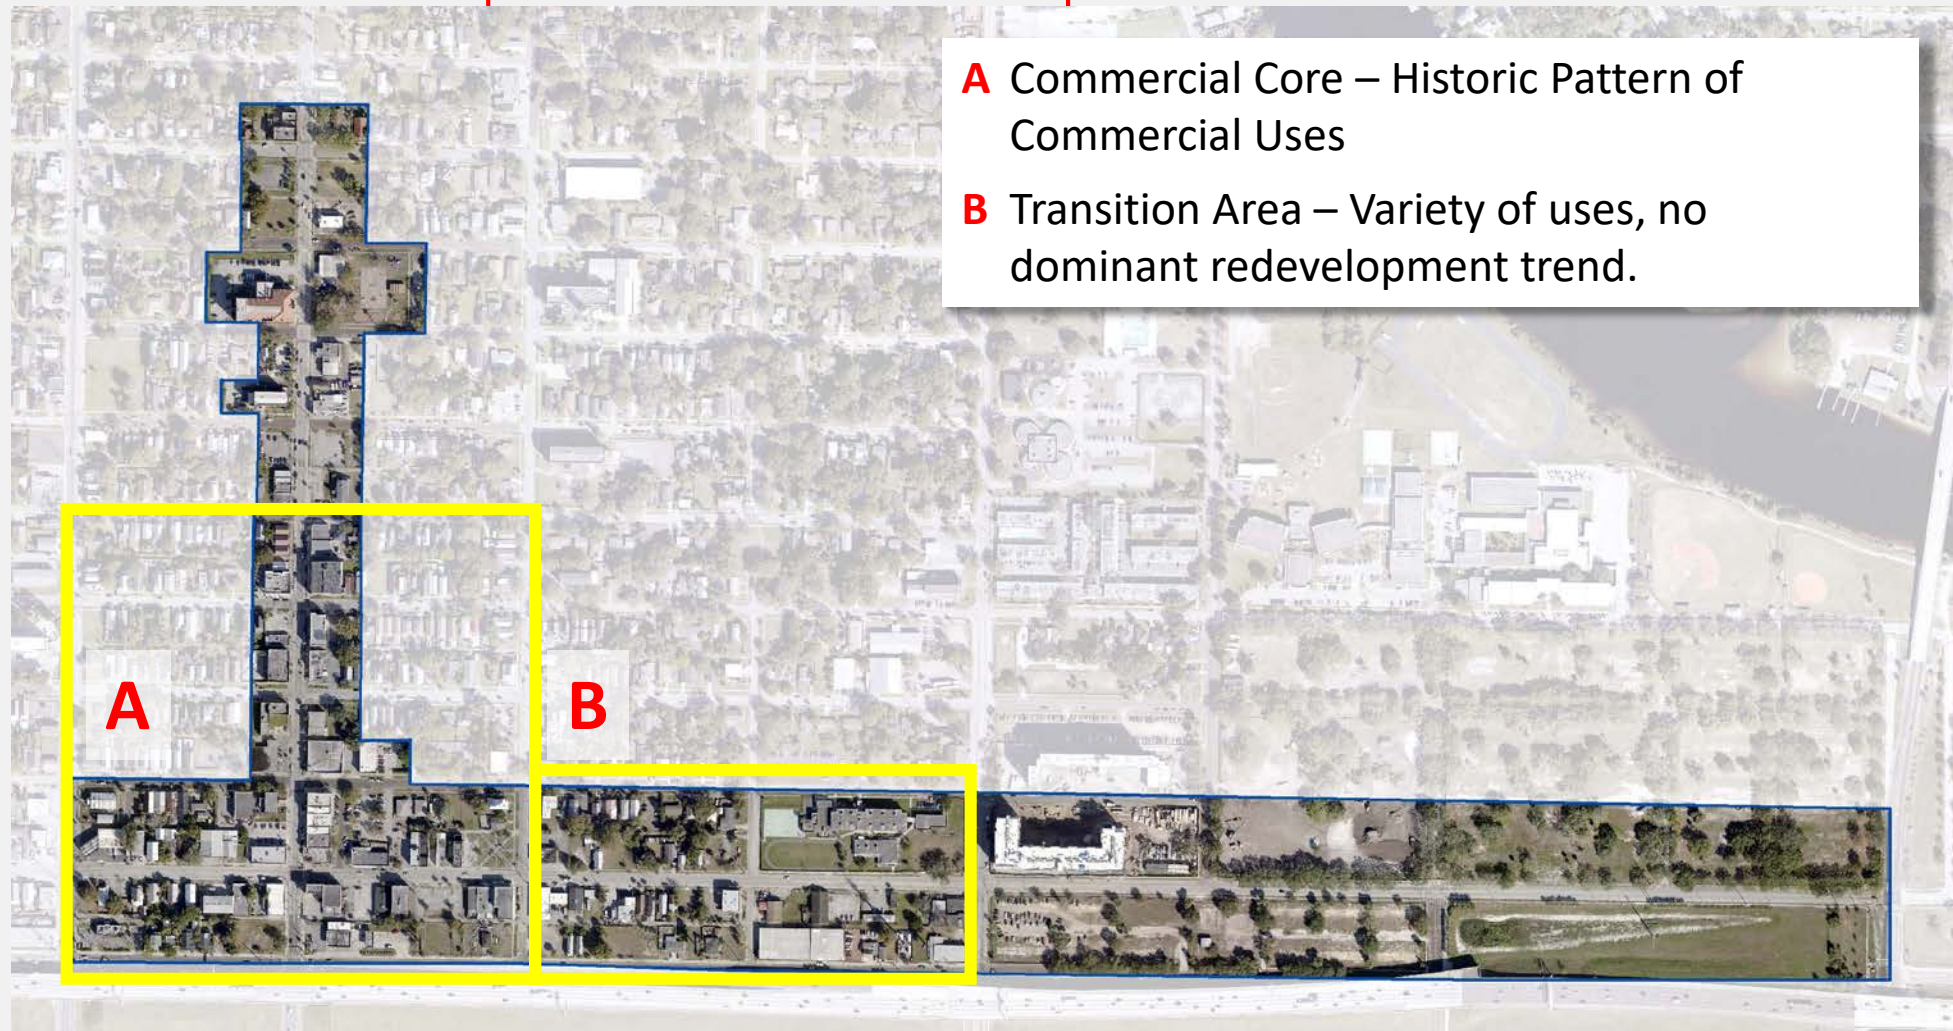 A Commercial Core – Historic Pattern of
Commercial Uses
B Transition Area – Variety of uses, no
dominant redevelopment trend.
A
B